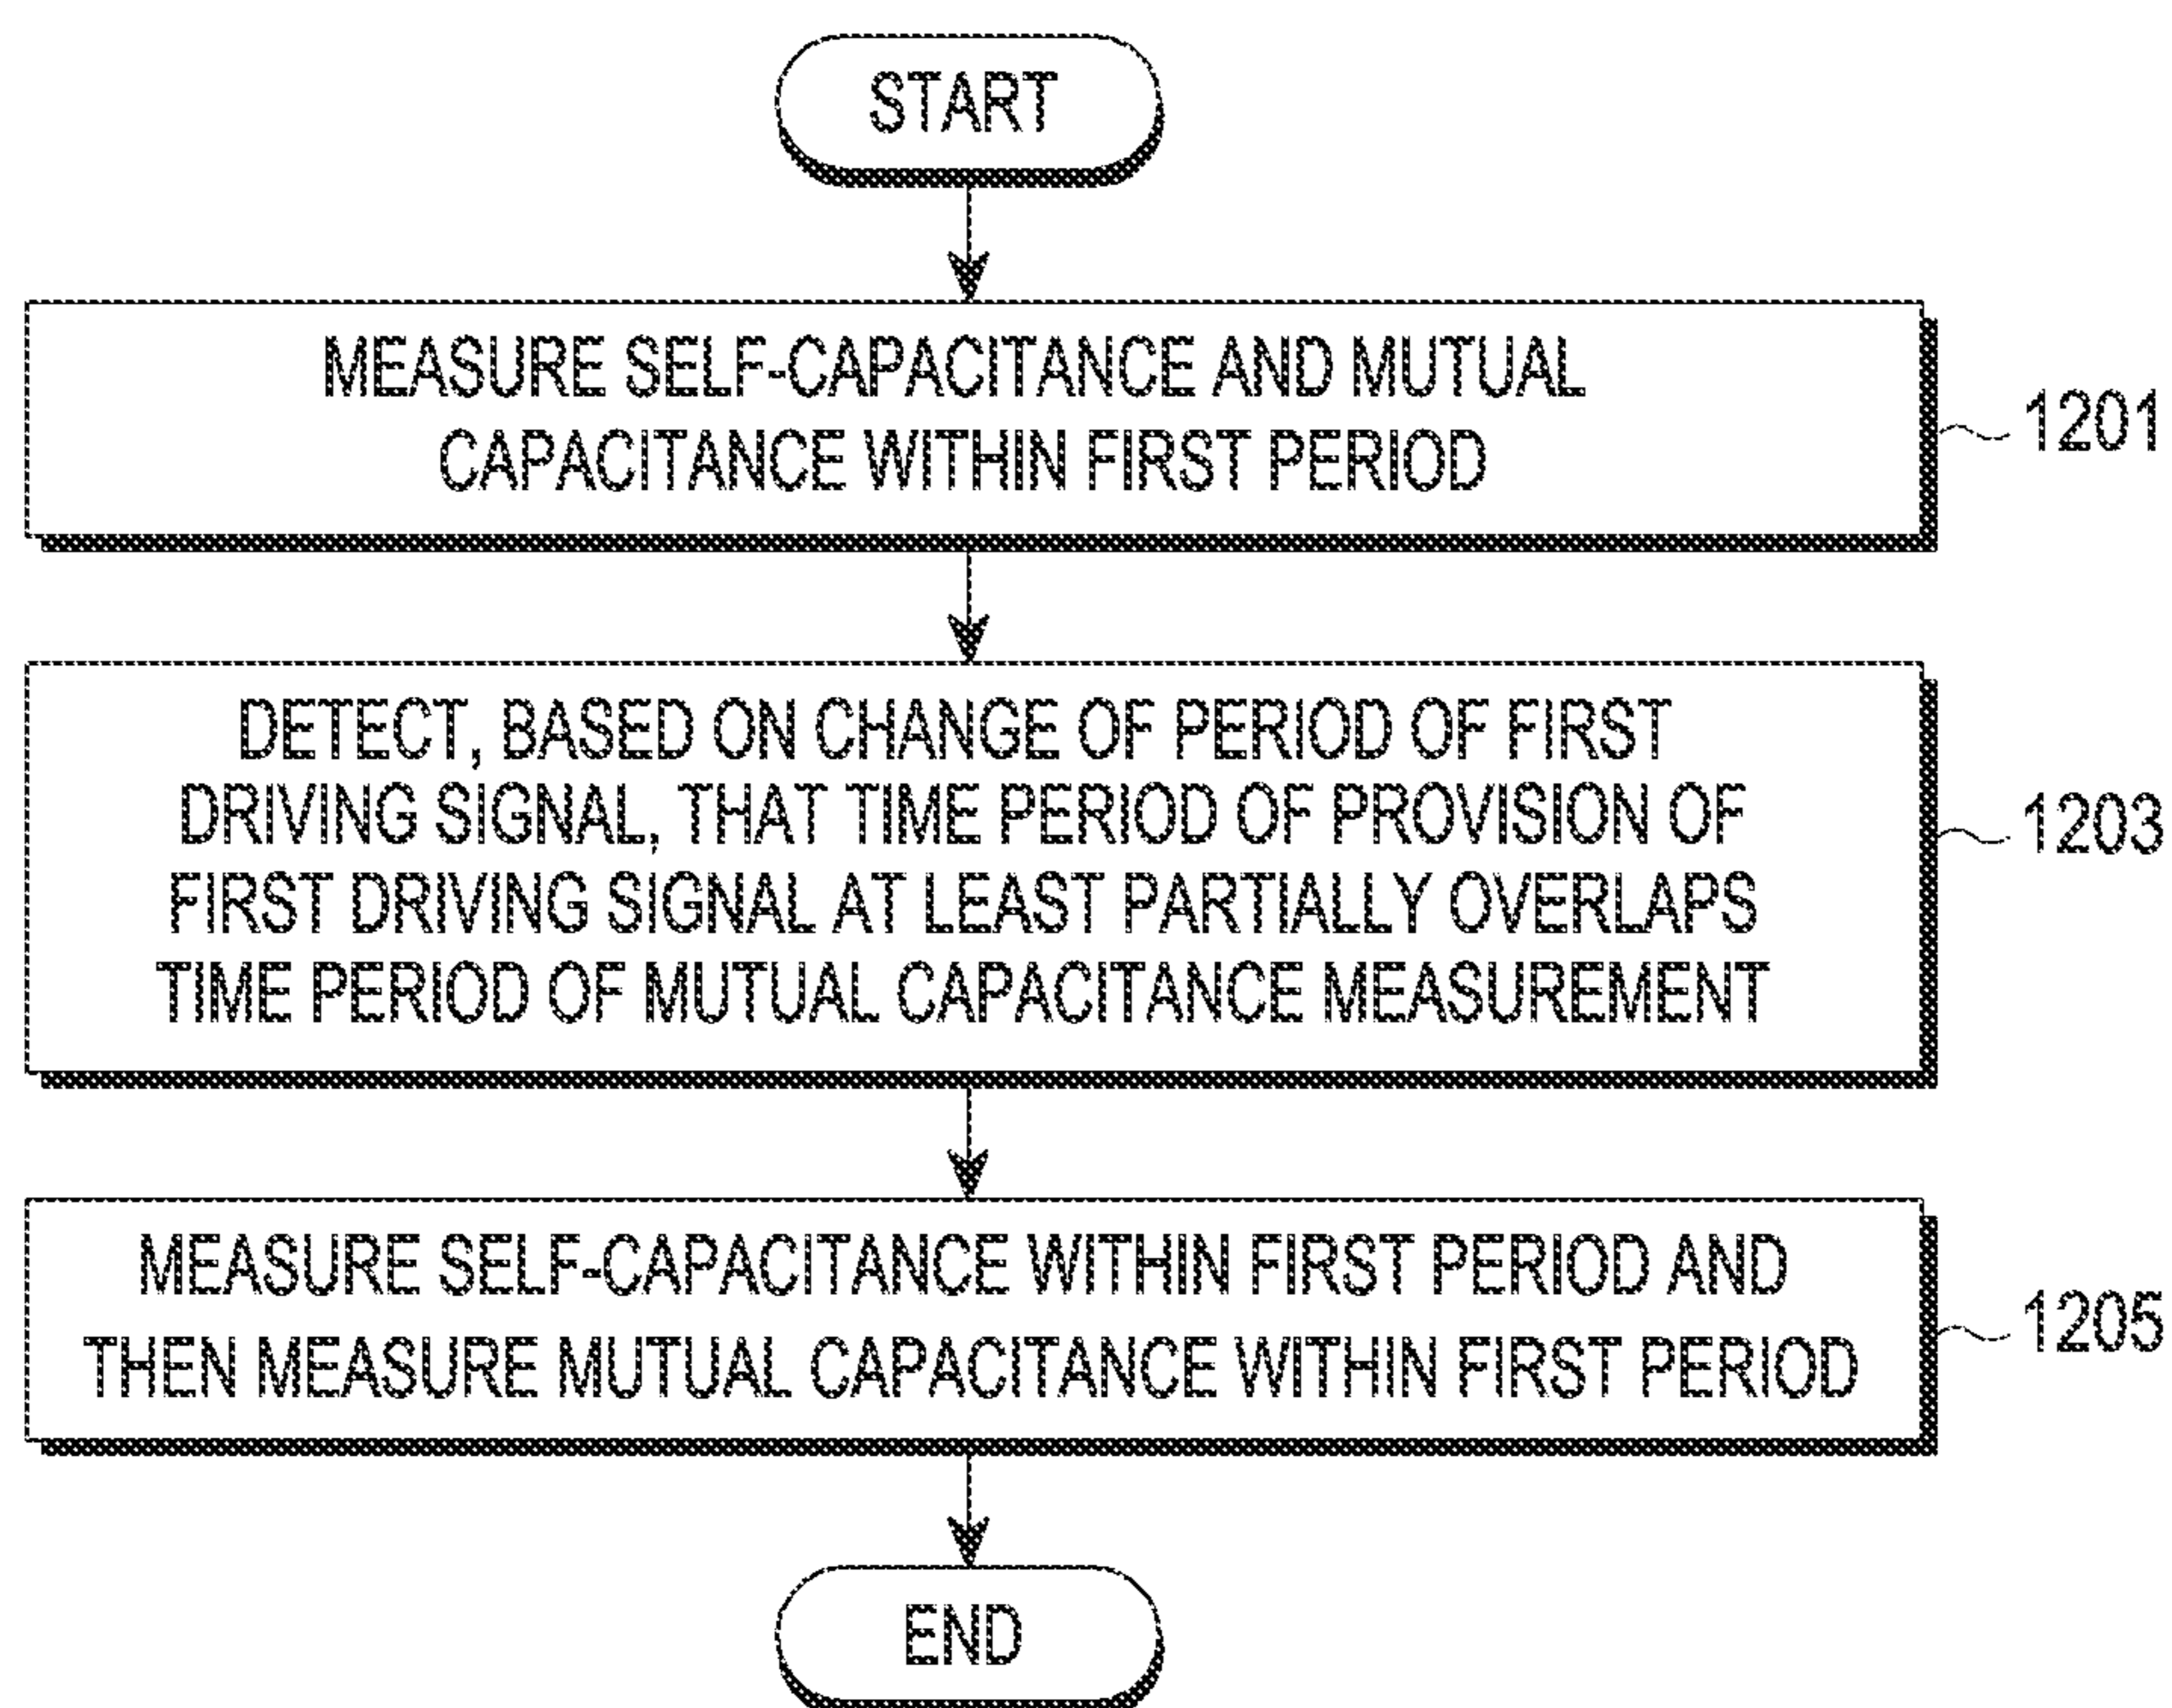 START
MEASURE SELF-CAPACITANCE AND MUTUAL
CAPACITANCE WITHIN FIRST PERIOD
1201
DETECT, BASED ON CHANGE OF PERIOD OF FIRST
DRIVING SIGNAL, THAT TIME PERIOD OF PROVISION OF
FIRST DRIVING SIGNAL AT LEAST PARTIALLY OVERLAPS
TIME PERIOD OF MUTUAL CAPACITANCE MEASUREMENT
1203
MEASURE SELF-CAPACITANCE WITHIN FIRST PERIOD AND
THEN MEASURE MUTUAL CAPACITANCE WITHIN FIRST PERIOD
1205
END